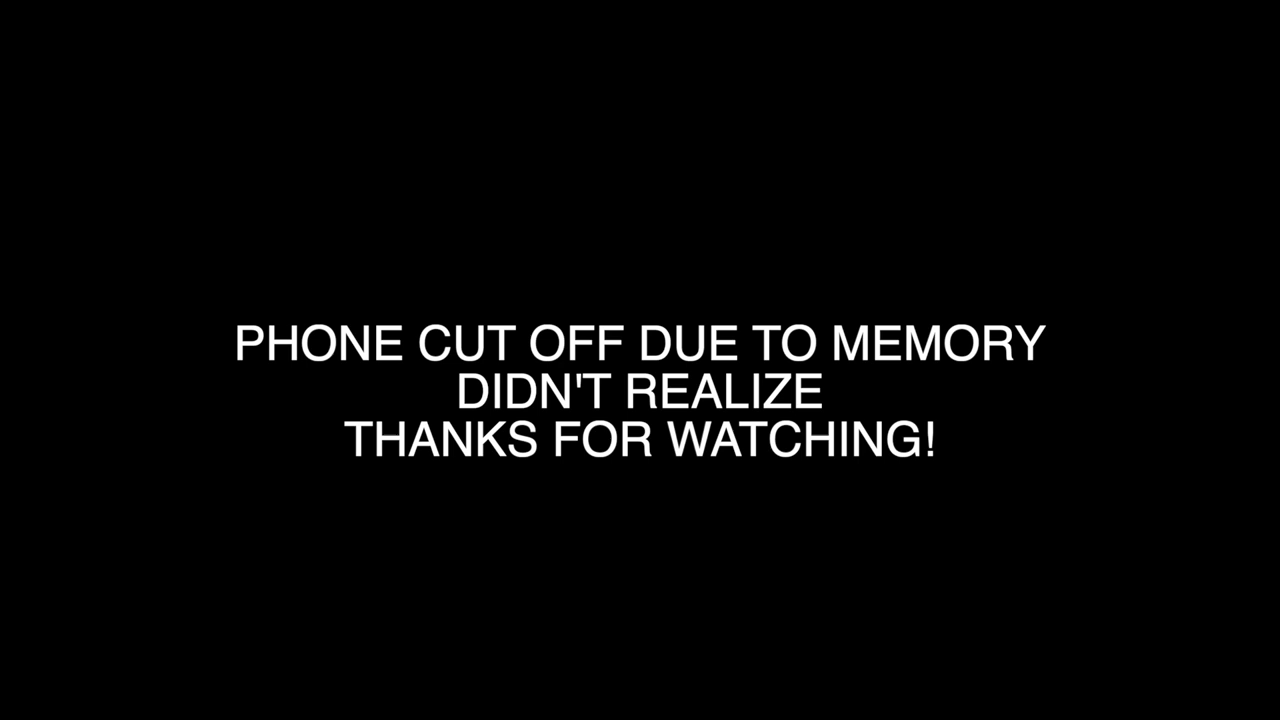 PHONE CUT OFF DUE TO MEMORY
DIDN'T REALIZE
THANKS FOR WATCHING!